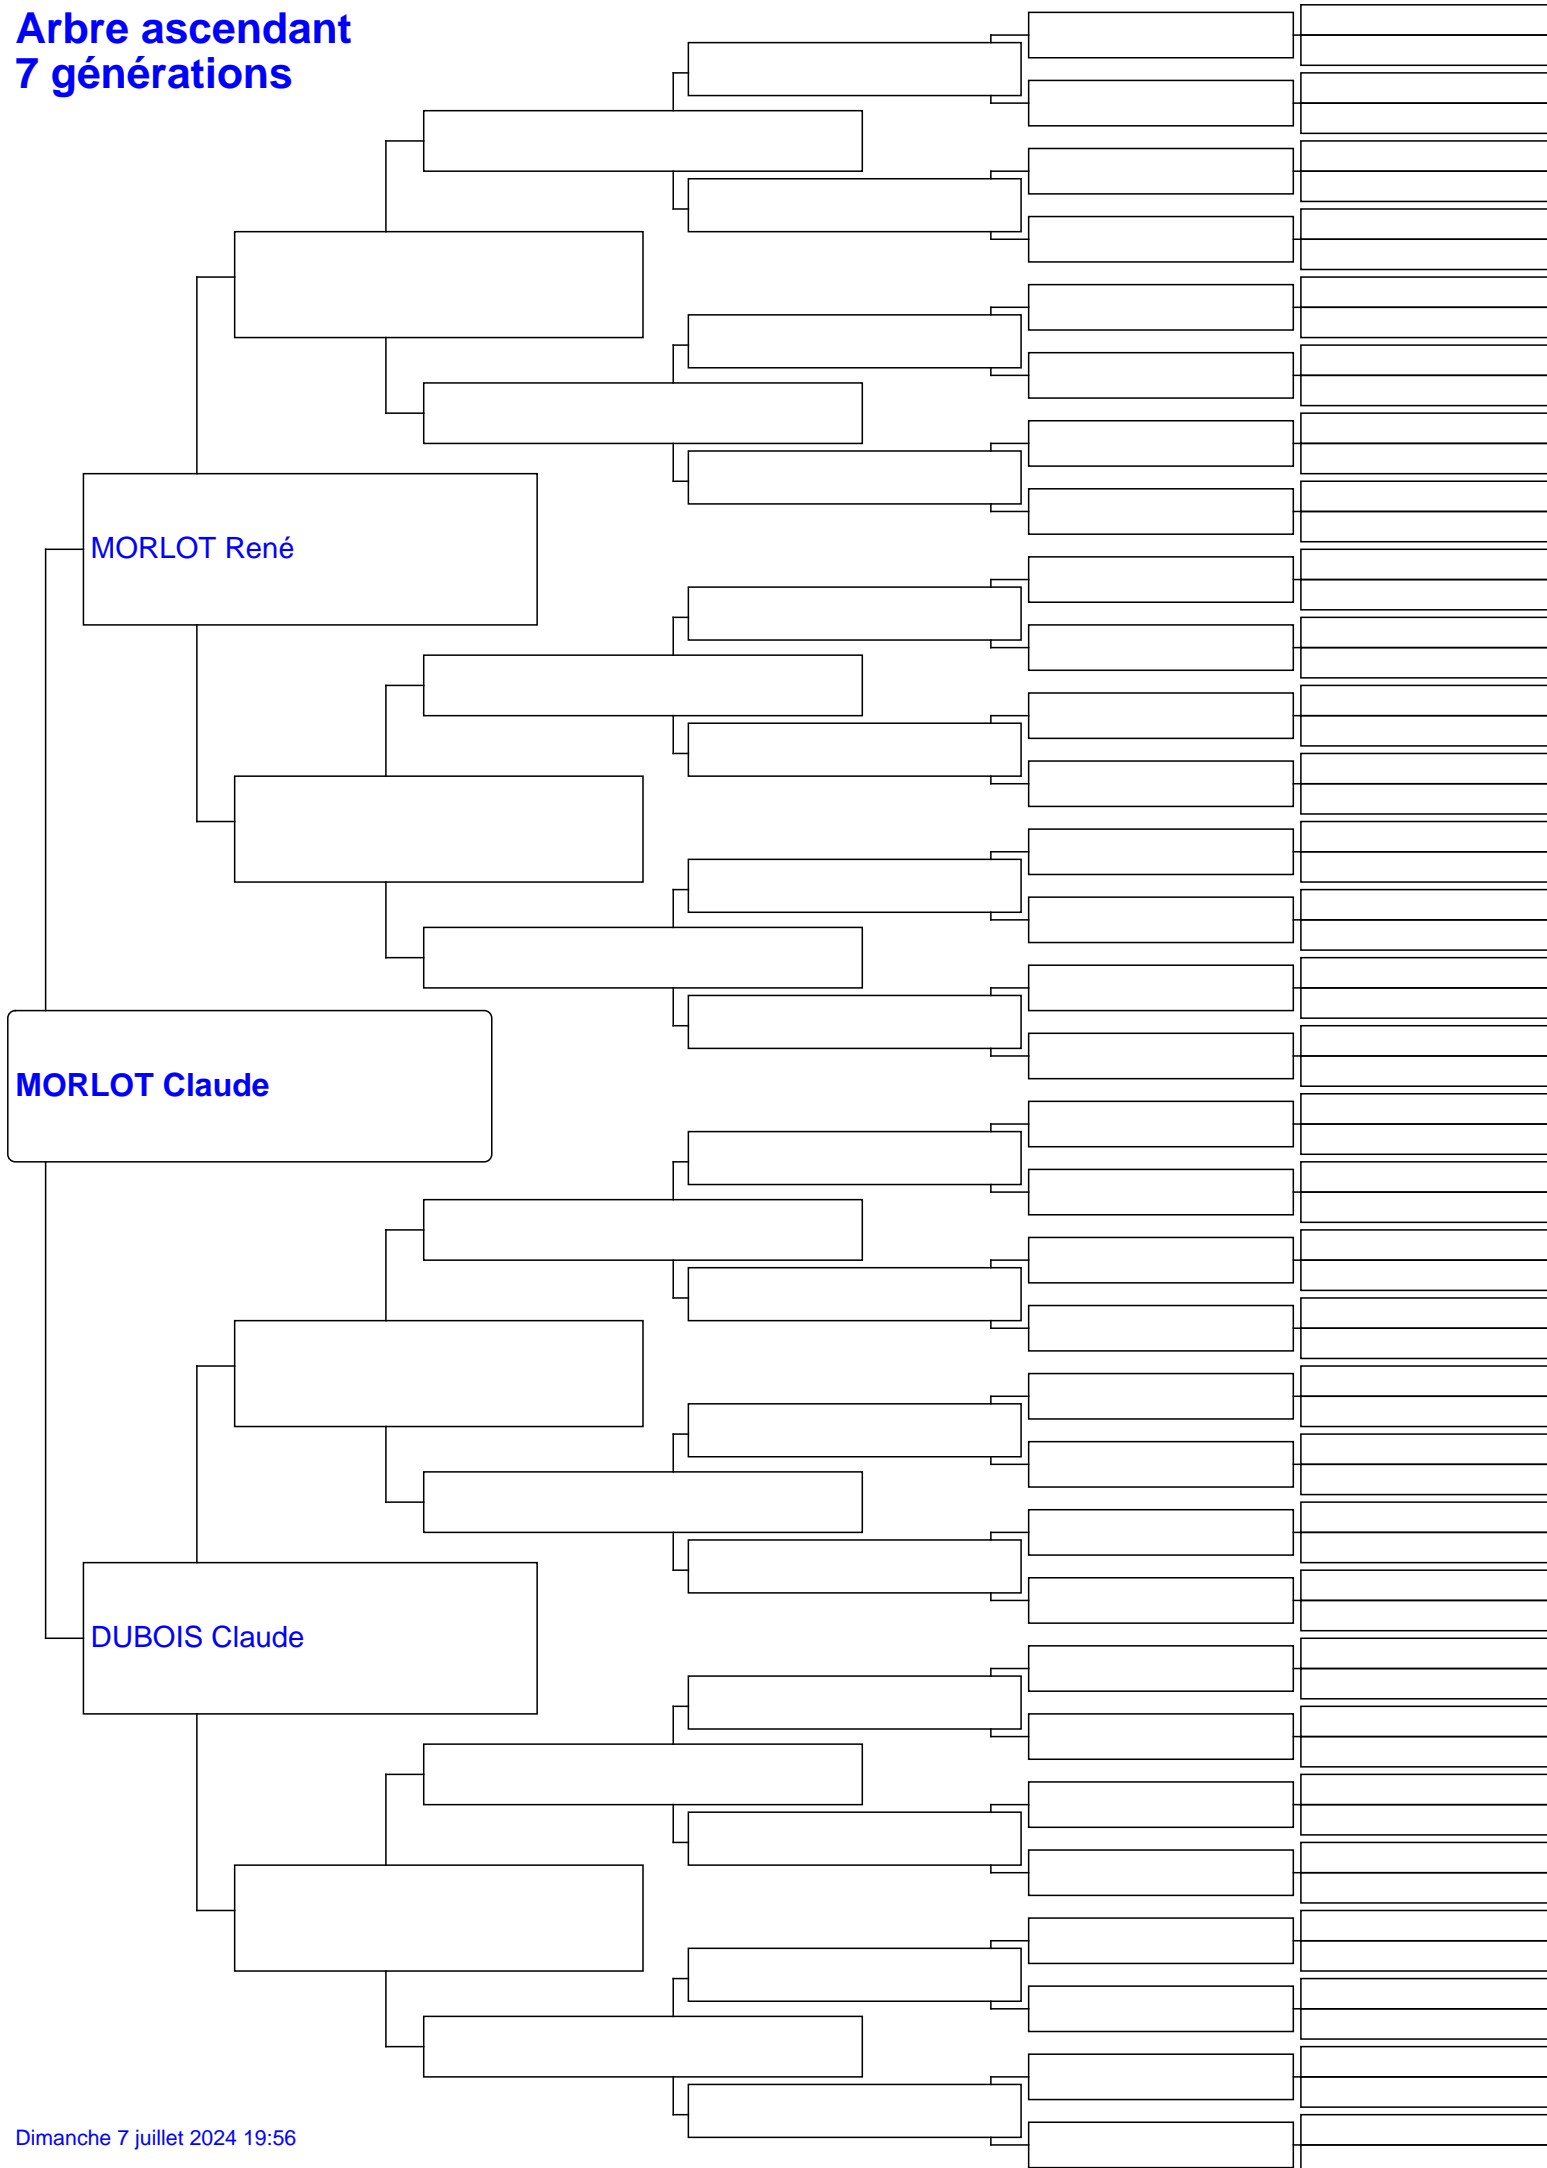 Arbre ascendant
7 générations
MORLOT René
MORLOT Claude
DUBOIS Claude
Dimanche 7 juillet 2024 19:56